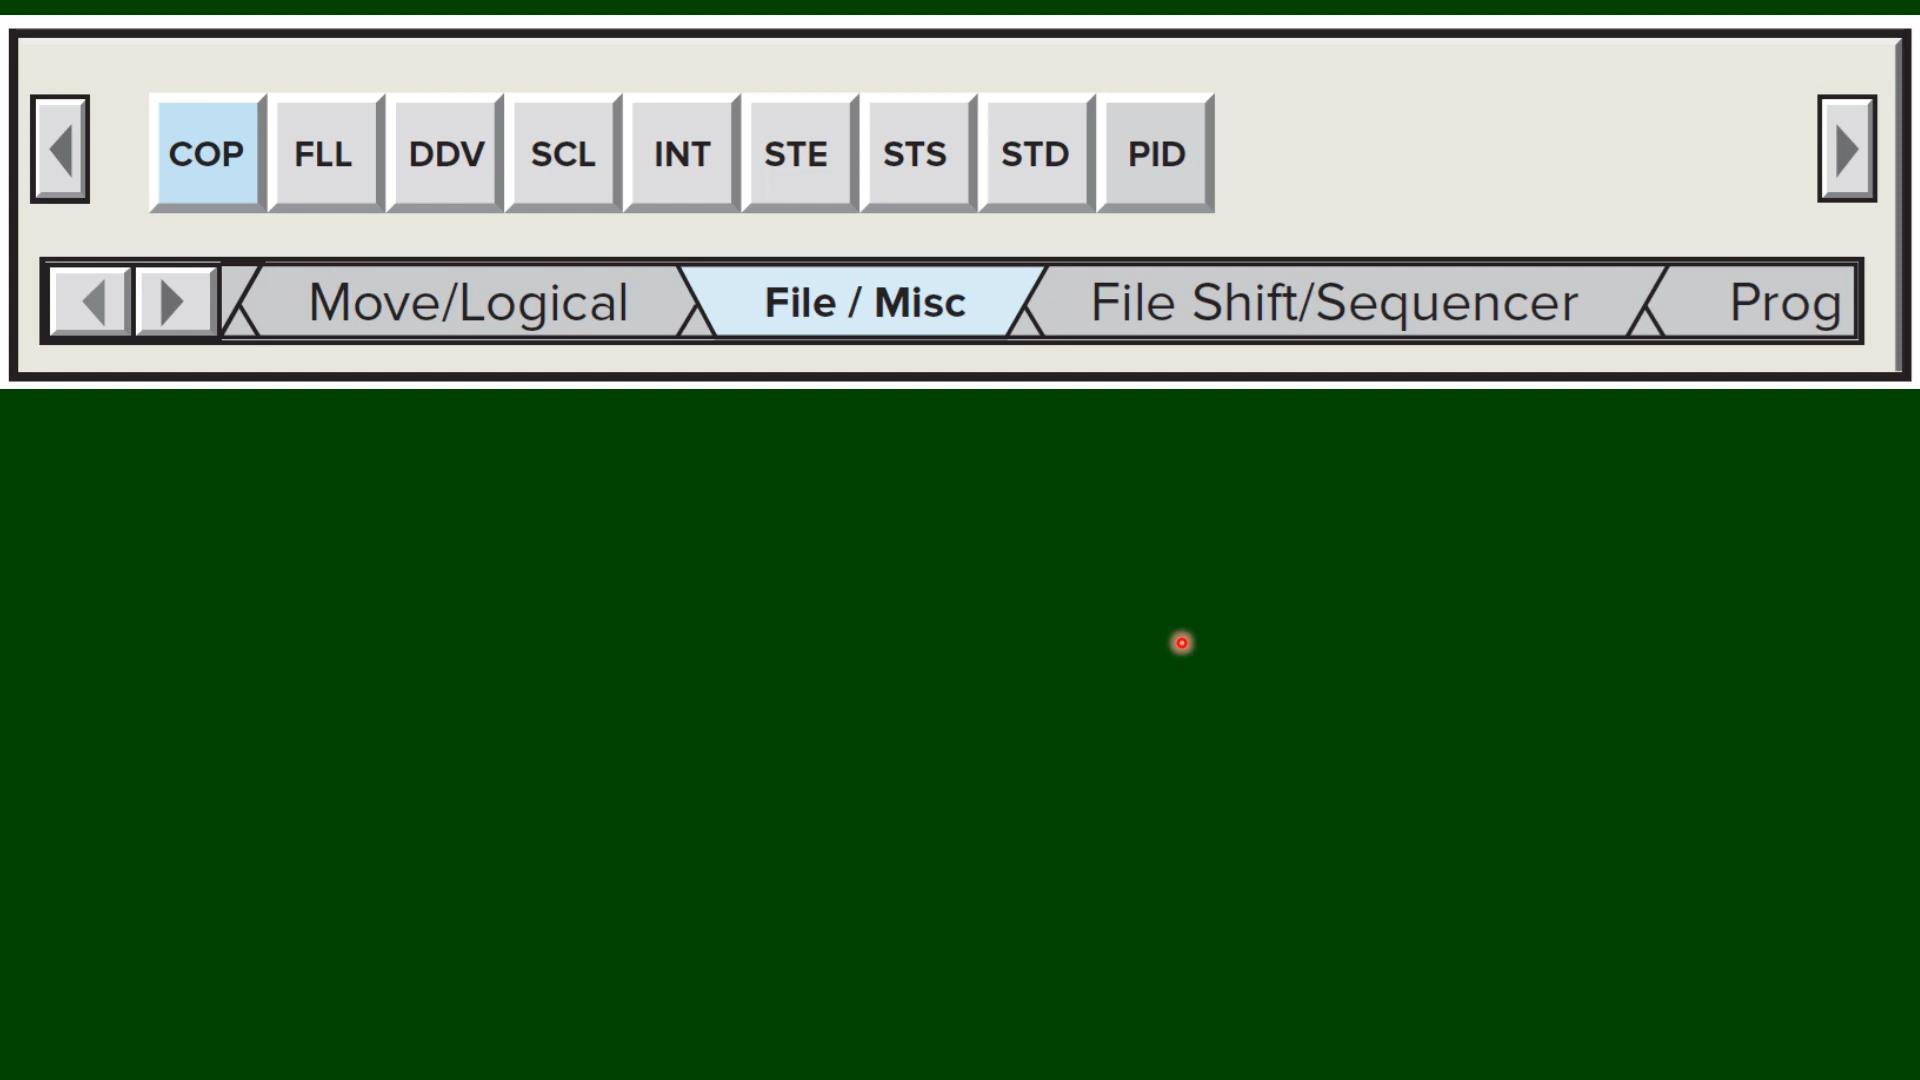 COP FLL DDV SCL INT STE STS STD PID
Move/Logical File / Misc File Shift/Sequencer Prog